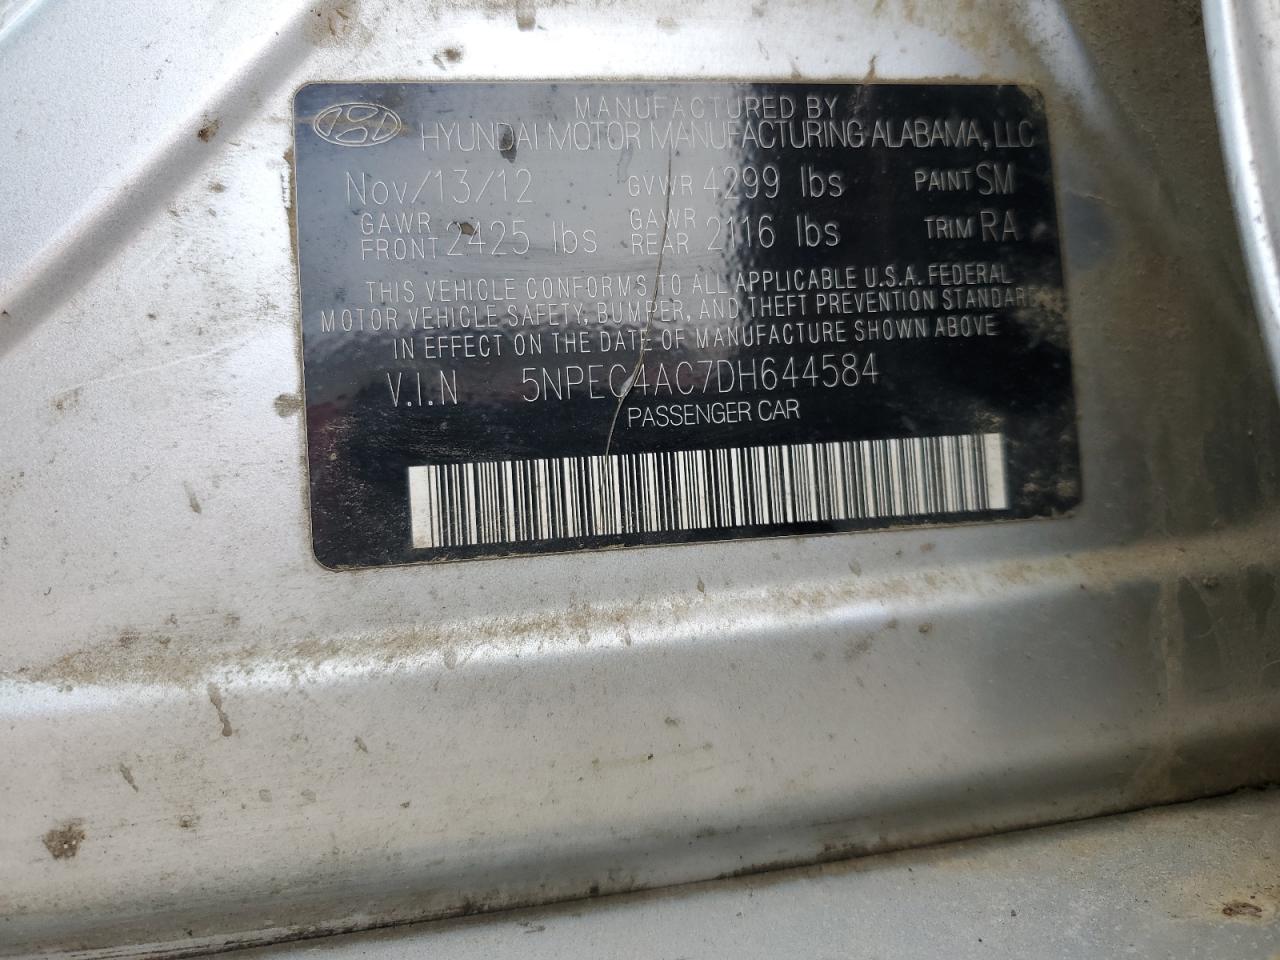 MANUFACTURED BY
HYUNDAI MOTOR MANUFACTURING ALABAMA, LLC
Nov/13/12 GVWR 4299 lbs PAINT SM
GAWR FRONT 2425 lbs GAWR REAR 2116 lbs TRIM RA
THIS VEHICLE CONFORMS TO ALL APPLICABLE U.S.A. FEDERAL
MOTOR VEHICLE SAFETY, BUMPER, AND THEFT PREVENTION STANDARDS
IN EFFECT ON THE DATE OF MANUFACTURE SHOWN ABOVE
V.I.N 5NPEC4AC7DH644584
PASSENGER CAR